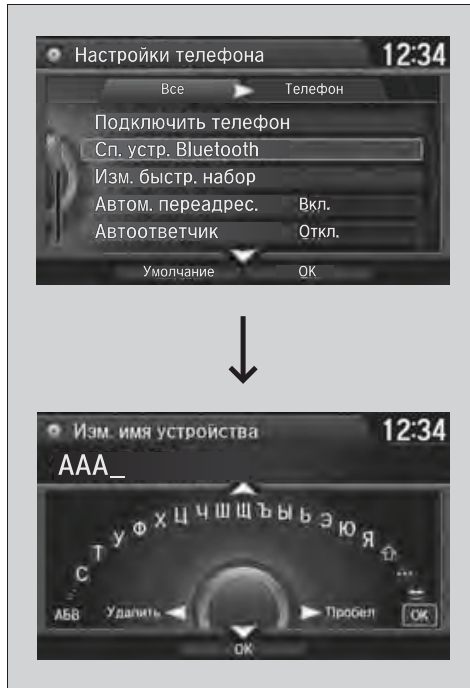 Настройки телефона 12:34
Все Телефон
Подключить телефон
Сп. устр. Bluetooth
Изм. быстр. набор
Автом. переадрес. Вкл.
Автоответчик Откл.
Умолчание OK
Изм. имя устройства 12:34
AAA_
С Т У Ф Х Ц Ч Ш Щ Ъ Ы Ь Э Ю Я ...
АБВ Удалить Пробел OK
OK